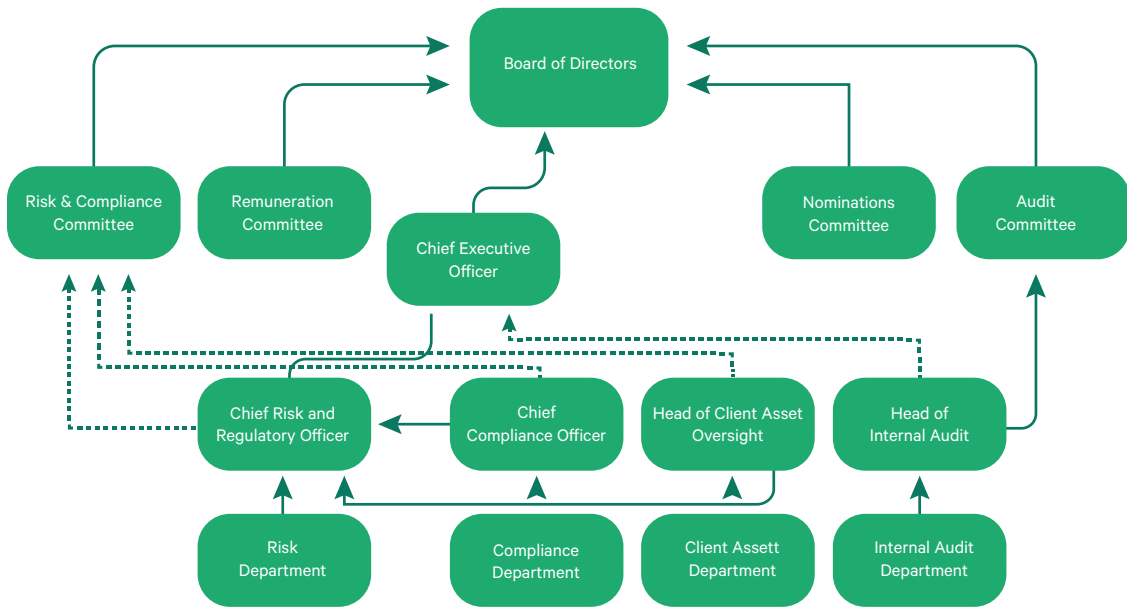 Board of Directors
Risk & Compliance
Committee
Remuneration
Committee
Nominations
Committee
Audit
Committee
Chief Executive
Officer
Chief Risk and
Regulatory Officer
Chief
Compliance Officer
Head of Client Asset
Oversight
Head of
Internal Audit
Risk
Department
Compliance
Department
Client Assett
Department
Internal Audit
Department